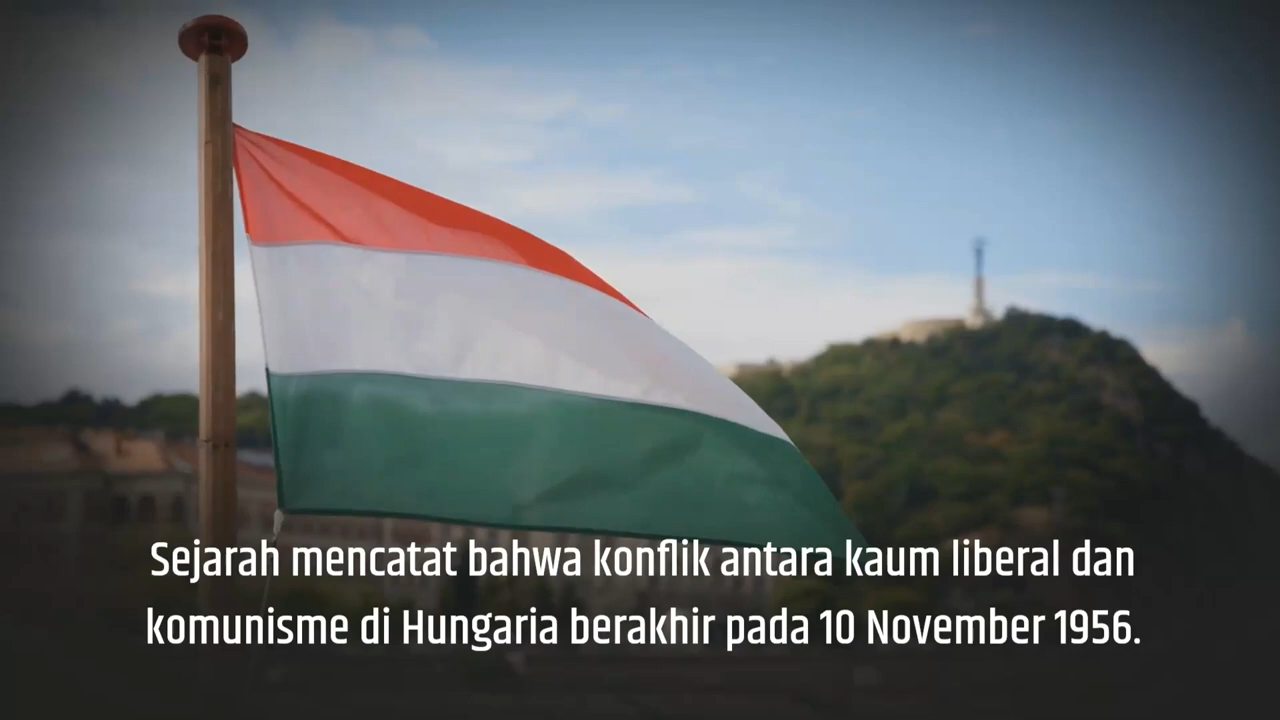 Sejarah mencatat bahwa konflik antara kaum liberal dan
komunisme di Hungaria berakhir pada 10 November 1956.